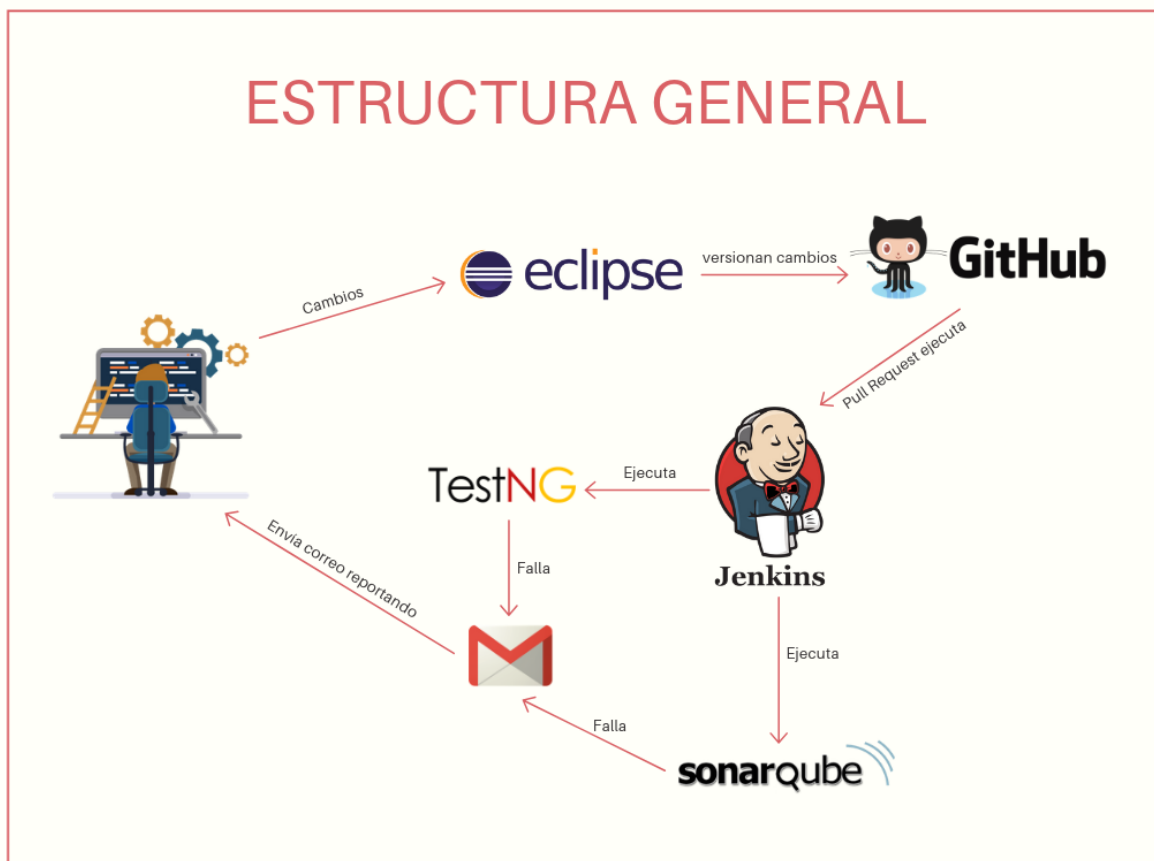 ESTRUCTURA GENERAL
eclipse
versionan cambios
GitHub
Cambios
Pull Request ejecuta
TestNG
Ejecuta
Jenkins
Envía correo reportando
Falla
Ejecuta
Falla
sonarqube